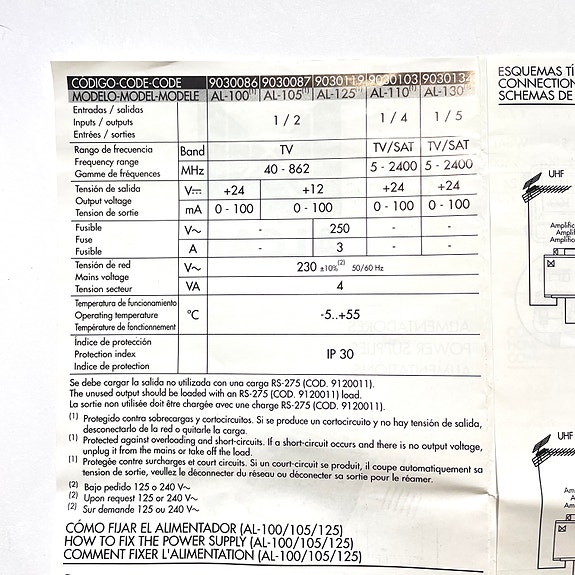 CÓDIGO-CODE-CODE 9030086 9030087 9030119 9030103 9030134
MODELO-MODEL-MODELE AL-100(1) AL-105(1) AL-125(1) AL-110(1) AL-130(1)
Entradas / salidas
Inputs / outputs 1 / 2 1 / 4 1 / 5
Entrées / sorties
Rango de frecuencia Band TV TV/SAT TV/SAT
Frequency range
Gamme de fréquences MHz 40 - 862 5 - 2400 5 - 2400
Tensión de salida V⎓ +24 +12 +24 +24
Output voltage
Tension de sortie mA 0 - 100 0 - 100 0 - 100 0 - 100
Fusible V~ - 250 - -
Fuse
Fusible A - 3 - -
Tensión de red V~ 230 ±10%(2) 50/60 Hz
Mains voltage
Tension secteur VA 4
Temperatura de funcionamiento
Operating temperature °C -5..+55
Température de fonctionnement
Índice de protección
Protection index IP 30
Indice de protection
Se debe cargar la salida no utilizada con una carga RS-275 (COD. 9120011).
The unused output should be loaded with an RS-275 (COD. 9120011) load.
La sortie non utilisée doit être chargée avec une charge RS-275 (COD. 9120011).
(1) Protegido contra sobrecargas y cortocircuitos. Si se produce un cortocircuito y no hay tensión de salida,
desconectarlo de la red o quitarle la carga.
(1) Protected against overloading and short-circuits. If a short-circuit occurs and there is no output voltage,
unplug it from the mains or take off the load.
(1) Protegée contre surcharges et court circuits. Si un court-circuit se produit, il coupe automatiquement sa
tension de sortie, veuillez le déconnecter du réseau ou déconnecter sa sortie pour le réarmer.
(2) Bajo pedido 125 o 240 V~
(2) Upon request 125 or 240 V~
(2) Sur demande 125 ou 240 V~
CÓMO FIJAR EL ALIMENTADOR (AL-100/105/125)
HOW TO FIX THE POWER SUPPLY (AL-100/105/125)
COMMENT FIXER L'ALIMENTATION (AL-100/105/125)
ESQUEMAS TÍ
CONNECTION
SCHEMAS DE
UHF
Amplific
Amplifi
Amplif
UHF
Am
A